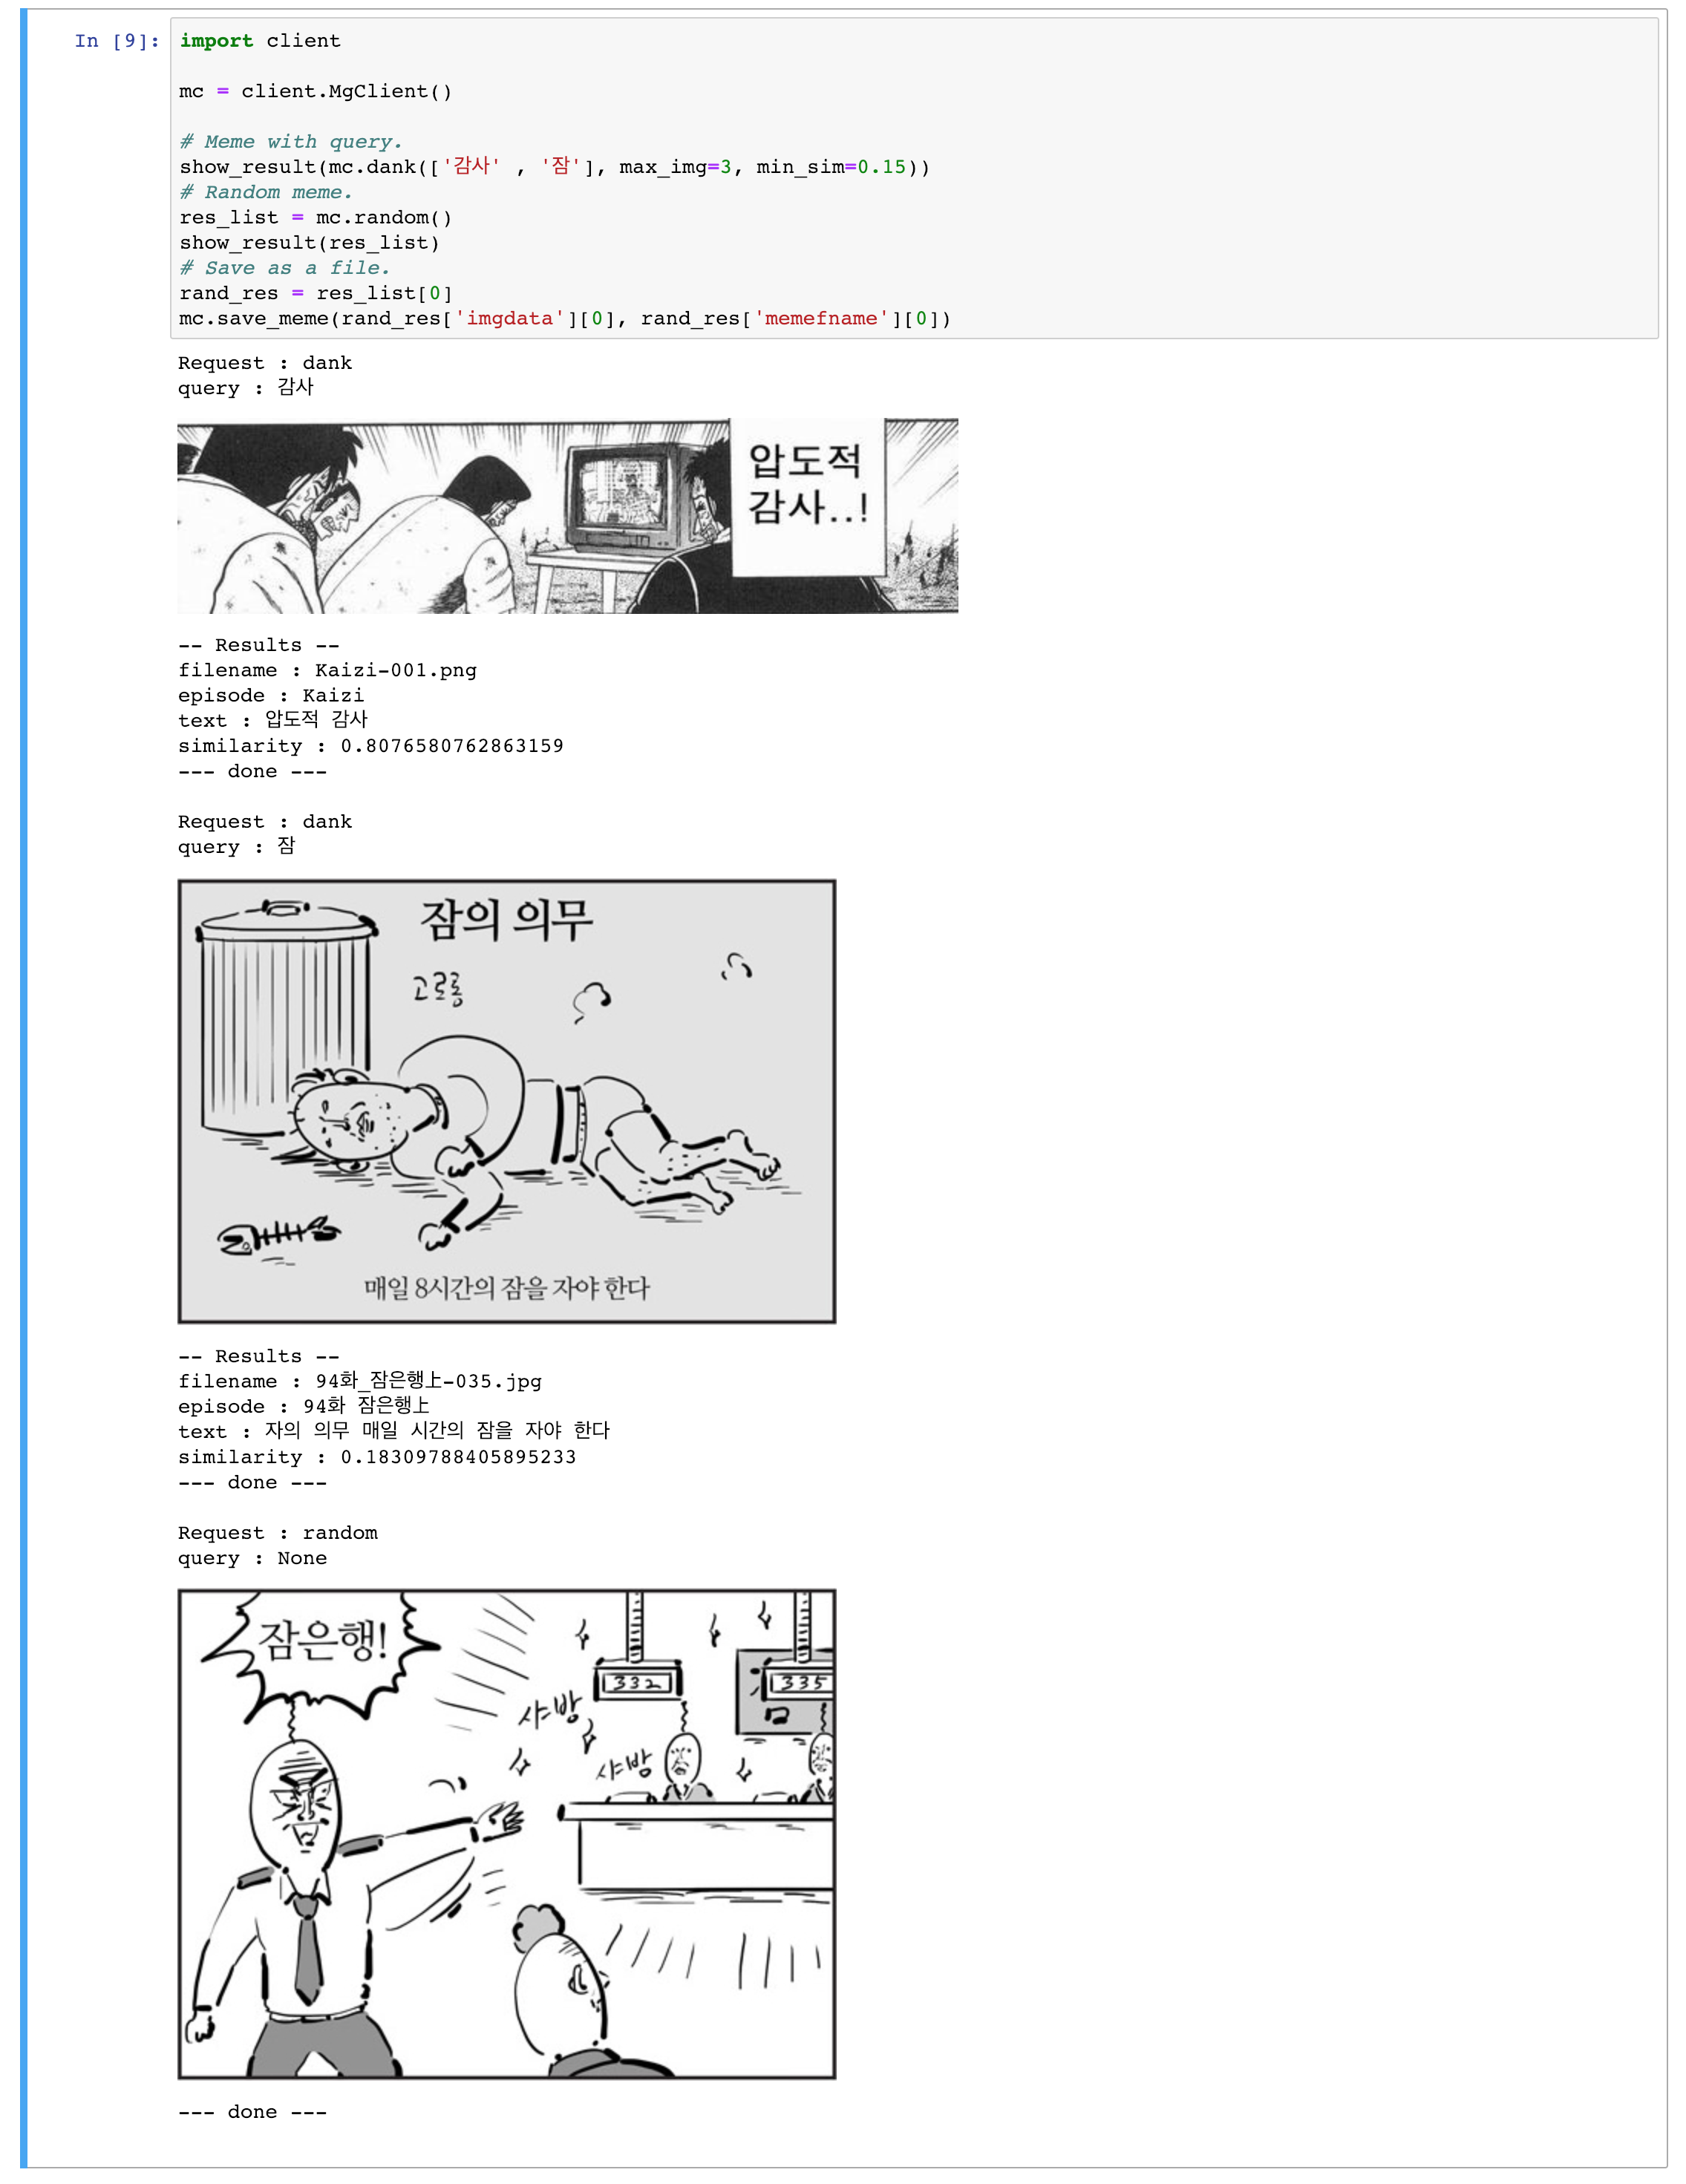 In [9]:
import client
mc = client.MgClient()
# Meme with query.
show_result(mc.dank(['감사' , '잠'], max_img=3, min_sim=0.15))
# Random meme.
res_list = mc.random()
show_result(res_list)
# Save as a file.
rand_res = res_list[0]
mc.save_meme(rand_res['imgdata'][0], rand_res['memefname'][0])
Request : dank
query : 감사
압도적
감사..!
-- Results --
filename : Kaizi-001.png
episode : Kaizi
text : 압도적 감사
similarity : 0.8076580762863159
--- done ---
Request : dank
query : 잠
잠의 의무
고로롱
매일 8시간의 잠을 자야 한다
-- Results --
filename : 94화_잠은행上-035.jpg
episode : 94화 잠은행上
text : 자의 의무 매일 시간의 잠을 자야 한다
similarity : 0.18309788405895233
--- done ---
Request : random
query : None
잠은행!
332
335
샤방
샤방
--- done ---